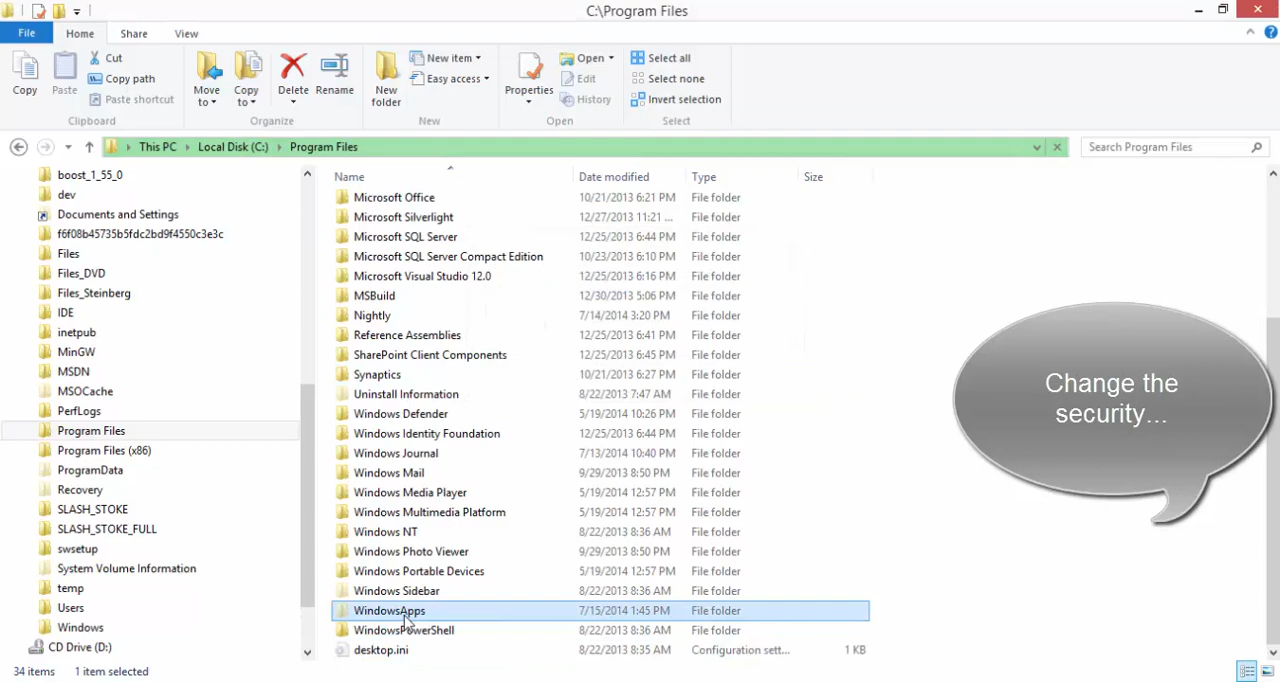 C:\Program Files
File Home Share View
Copy
Paste
Cut
Copy path
Paste shortcut
Clipboard
Move to
Copy to
Delete
Rename
Organize
New folder
New item
Easy access
New
Properties
Open
Edit
History
Open
Select all
Select none
Invert selection
Select
This PC Local Disk (C:) Program Files
Search Program Files
boost_1_55_0
dev
Documents and Settings
f6f08b45735b5fdc2bd9f4550c3e3c
Files
Files_DVD
Files_Steinberg
IDE
inetpub
MinGW
MSDN
MSOCache
PerfLogs
Program Files
Program Files (x86)
ProgramData
Recovery
SLASH_STOKE
SLASH_STOKE_FULL
swsetup
System Volume Information
temp
Users
Windows
CD Drive (D:)
Name Date modified Type Size
Microsoft Office 10/21/2013 6:21 PM File folder
Microsoft Silverlight 12/27/2013 11:21 ... File folder
Microsoft SQL Server 12/25/2013 6:44 PM File folder
Microsoft SQL Server Compact Edition 10/23/2013 6:10 PM File folder
Microsoft Visual Studio 12.0 12/25/2013 6:16 PM File folder
MSBuild 12/30/2013 5:06 PM File folder
Nightly 7/14/2014 3:20 PM File folder
Reference Assemblies 12/25/2013 6:41 PM File folder
SharePoint Client Components 12/25/2013 6:45 PM File folder
Synaptics 10/21/2013 6:27 PM File folder
Uninstall Information 8/22/2013 7:47 AM File folder
Windows Defender 5/19/2014 10:26 PM File folder
Windows Identity Foundation 12/25/2013 6:44 PM File folder
Windows Journal 7/13/2014 10:40 PM File folder
Windows Mail 9/29/2013 8:50 PM File folder
Windows Media Player 5/19/2014 12:57 PM File folder
Windows Multimedia Platform 5/19/2014 12:57 PM File folder
Windows NT 8/22/2013 8:36 AM File folder
Windows Photo Viewer 9/29/2013 8:50 PM File folder
Windows Portable Devices 5/19/2014 12:57 PM File folder
Windows Sidebar 8/22/2013 8:36 AM File folder
WindowsApps 7/15/2014 1:45 PM File folder
WindowsPowerShell 8/22/2013 8:36 AM File folder
desktop.ini 8/22/2013 8:35 AM Configuration sett... 1 KB
Change the
security...
34 items 1 item selected